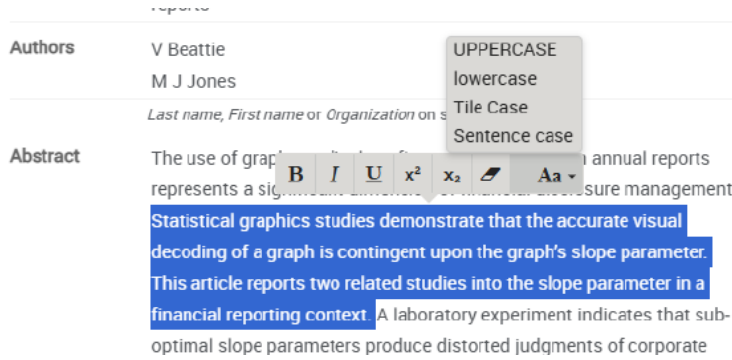 reports
Authors
V Beattie
M J Jones
Last name, First name or Organization on s
UPPERCASE
lowercase
Tile Case
Sentence case
Abstract
The use of grap annual reports
B I U x² x₂ Aa
represents a disclosure management
Statistical graphics studies demonstrate that the accurate visual
decoding of a graph is contingent upon the graph's slope parameter.
This article reports two related studies into the slope parameter in a
financial reporting context. A laboratory experiment indicates that sub-
optimal slope parameters produce distorted judgments of corporate